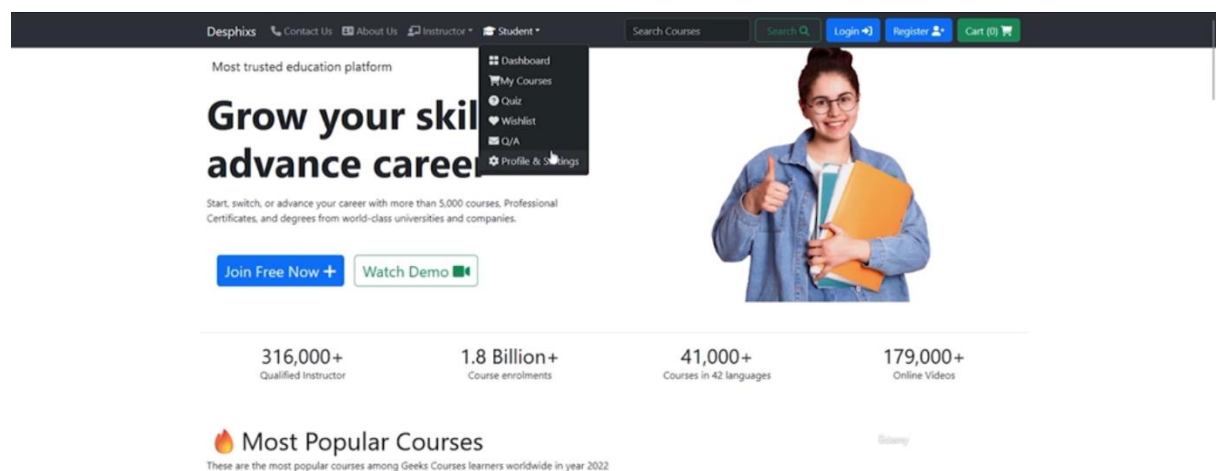 Desphixs Contact Us About Us Instructor Student Search Courses Search Login Register Cart (0)
Dashboard
My Courses
Quiz
Wishlist
Q/A
Profile & Settings
Most trusted education platform
Grow your skil
advance career
Start, switch, or advance your career with more than 5,000 courses, Professional
Certificates, and degrees from world-class universities and companies.
Join Free Now Watch Demo
316,000+ 1.8 Billion+ 41,000+ 179,000+
Qualified Instructor Course enrolments Courses in 42 languages Online Videos
Most Popular Courses
These are the most popular courses among Geeks Courses learners worldwide in year 2022
Udemy